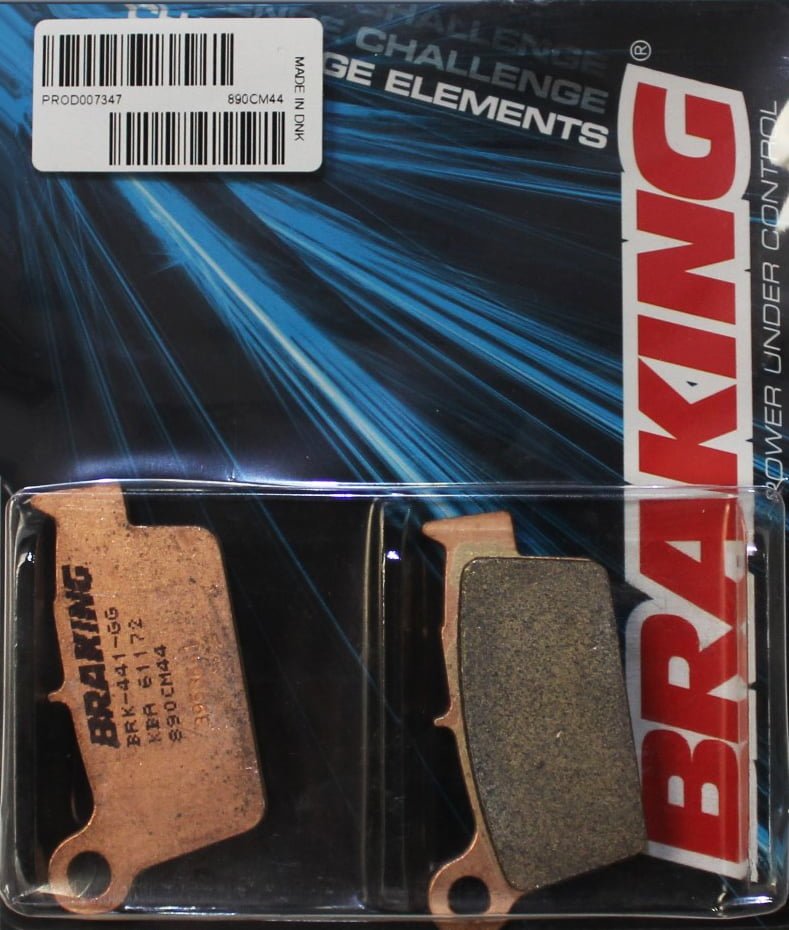 CHALLENGE
CHALLENGE
GE ELEMENTS
PROD007347
890CM44
MADE IN DNK
BRAKING®
POWER UNDER CONTROL
BRAKING
BRK-441-GG
KBA 61172
890CM44